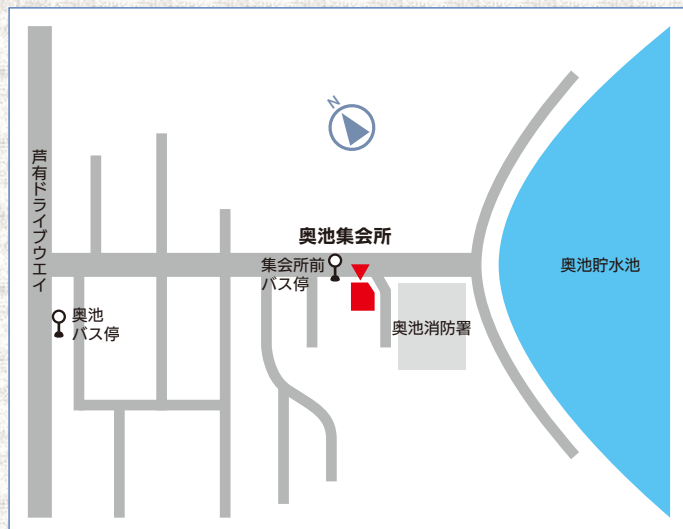 N
芦有ドライブウエイ
奥池集会所
集会所前
バス停
奥池貯水池
奥池
バス停
奥池消防署